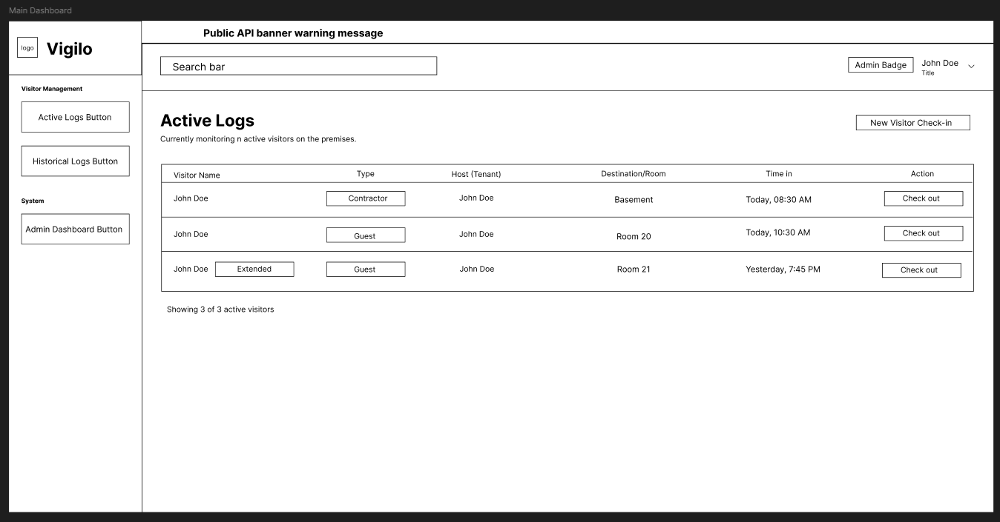 Main Dashboard
logo
Vigilo
Public API banner warning message
Search bar
Admin Badge
John Doe
Title
Visitor Management
Active Logs Button
Historical Logs Button
System
Admin Dashboard Button
Active Logs
Currently monitoring n active visitors on the premises.
New Visitor Check-in
Visitor Name Type Host (Tenant) Destination/Room Time in Action
John Doe Contractor John Doe Basement Today, 08:30 AM Check out
John Doe Guest John Doe Room 20 Today, 10:30 AM Check out
John Doe Extended Guest John Doe Room 21 Yesterday, 7:45 PM Check out
Showing 3 of 3 active visitors